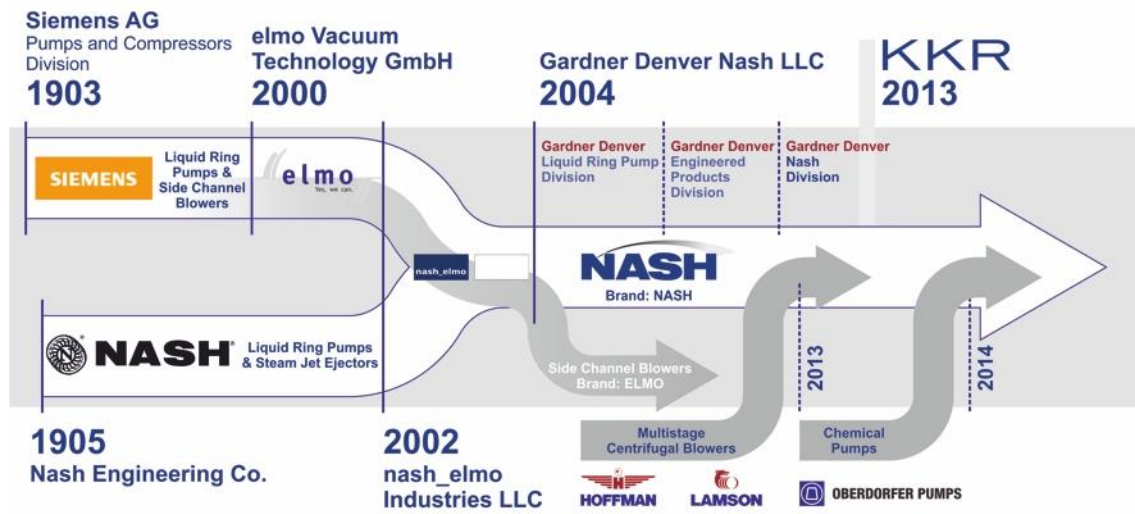 Siemens AG
Pumps and Compressors
Division
1903
elmo Vacuum
Technology GmbH
2000
Gardner Denver Nash LLC
2004
KKR
2013
SIEMENS
Liquid Ring
Pumps &
Side Channel
Blowers
elmo
Yes, we can.
Gardner Denver
Liquid Ring Pump
Division
Gardner Denver
Engineered
Products
Division
Gardner Denver
Nash
Division
nash_elmo
NASH
Brand: NASH
N NASH®
Liquid Ring Pumps
& Steam Jet Ejectors
Side Channel Blowers
Brand: ELMO
2013
2014
1905
Nash Engineering Co.
2002
nash_elmo
Industries LLC
Multistage
Centrifugal Blowers
H
HOFFMAN
LAMSON
Chemical
Pumps
OBERDORFER PUMPS